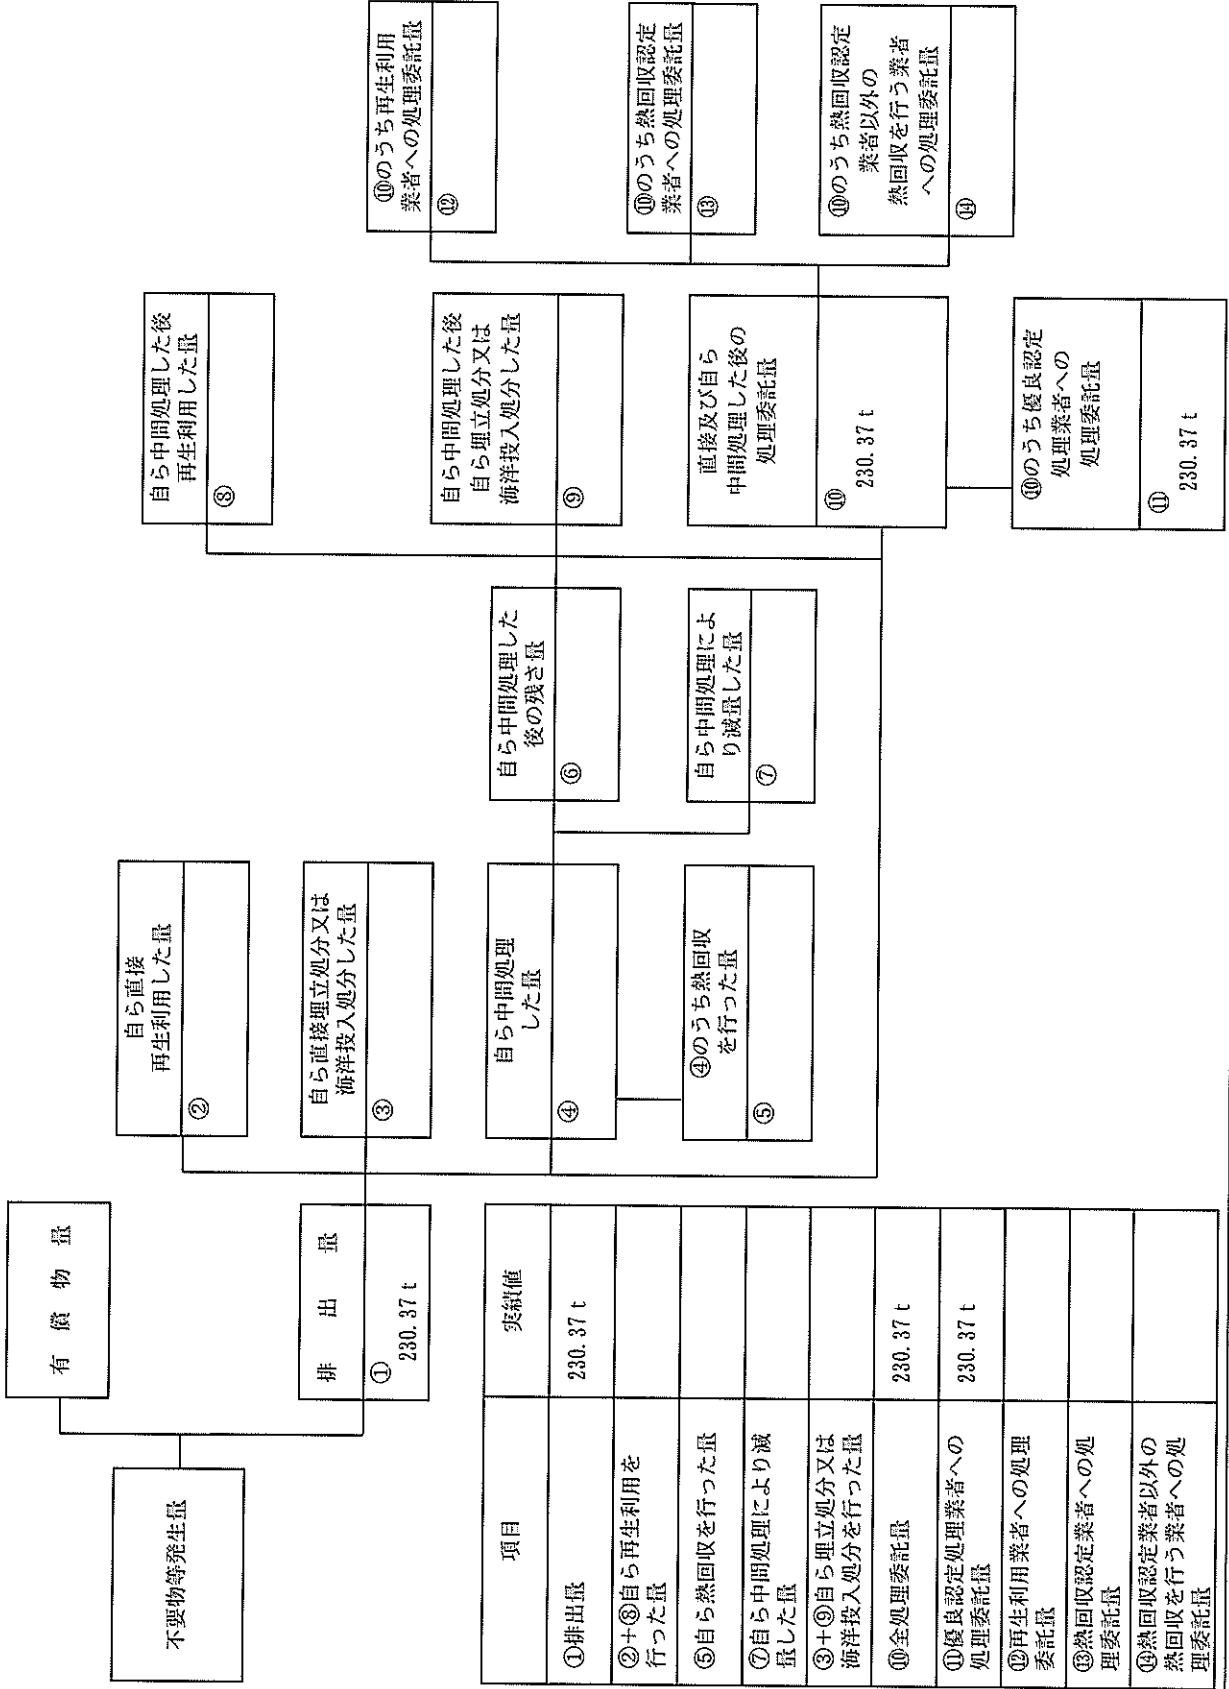 有 償 物 量
不要物等発生量
排 出 量
①
230.37 t
自ら直接
再生利用した量
②
自ら直接埋立処分又は
海洋投入処分した量
③
自ら中間処理
した量
④
④のうち熱回収
を行った量
⑤
自ら中間処理した
後の残さ量
⑥
自ら中間処理によ
り減量した量
⑦
自ら中間処理した後
再生利用した量
⑧
自ら中間処理した後
自ら埋立処分又は
海洋投入処分した量
⑨
直接及び自ら
中間処理した後の
処理委託量
⑩
230.37 t
⑩のうち優良認定
処理業者への
処理委託量
⑪
230.37 t
⑩のうち再生利用
業者への処理委託量
⑫
⑩のうち熱回収認定
業者への処理委託量
⑬
⑩のうち熱回収認定
業者以外の
熱回収を行う業者
への処理委託量
⑭
項目 実績値
①排出量 230.37 t
②+⑧自ら再生利用を
行った量
⑤自ら熱回収を行った量
⑦自ら中間処理により減
量した量
③+⑨自ら埋立処分又は
海洋投入処分を行った量
⑩全処理委託量 230.37 t
⑪優良認定処理業者への
処理委託量 230.37 t
⑫再生利用業者への処理
委託量
⑬熱回収認定業者への処
理委託量
⑭熱回収認定業者以外の
熱回収を行う業者への処
理委託量